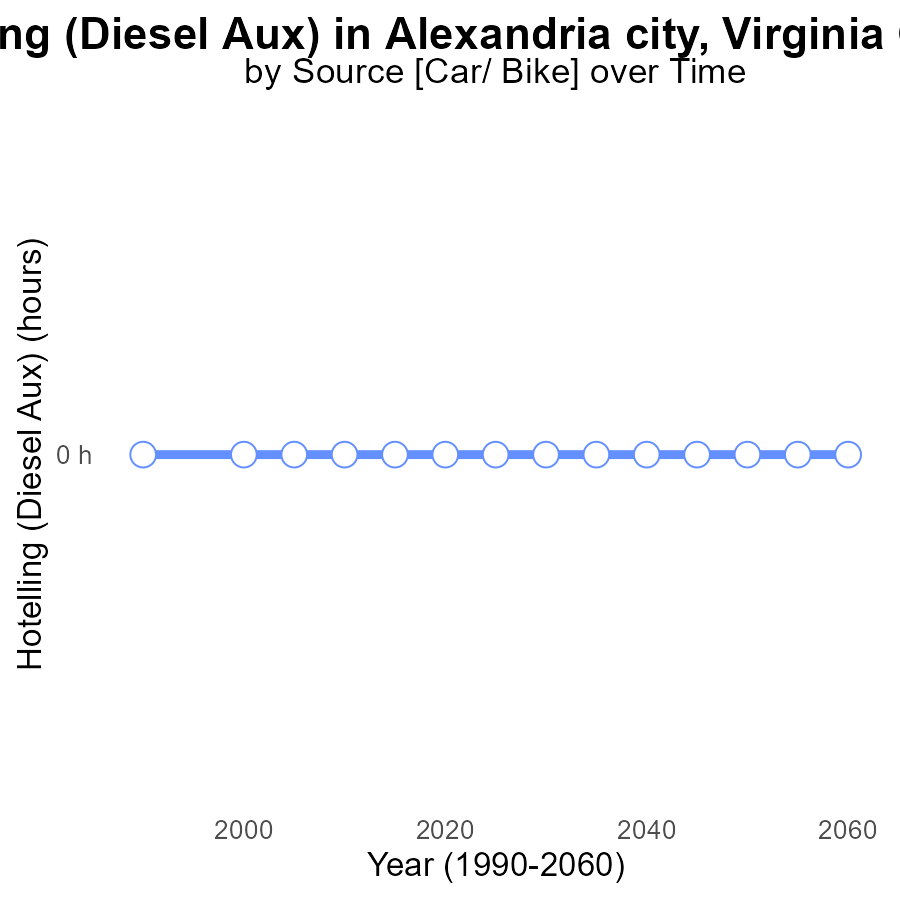 ng (Diesel Aux) in Alexandria city, Virginia
by Source [Car/ Bike] over Time
Hotelling (Diesel Aux) (hours)
0 h
2000 2020 2040 2060
Year (1990-2060)